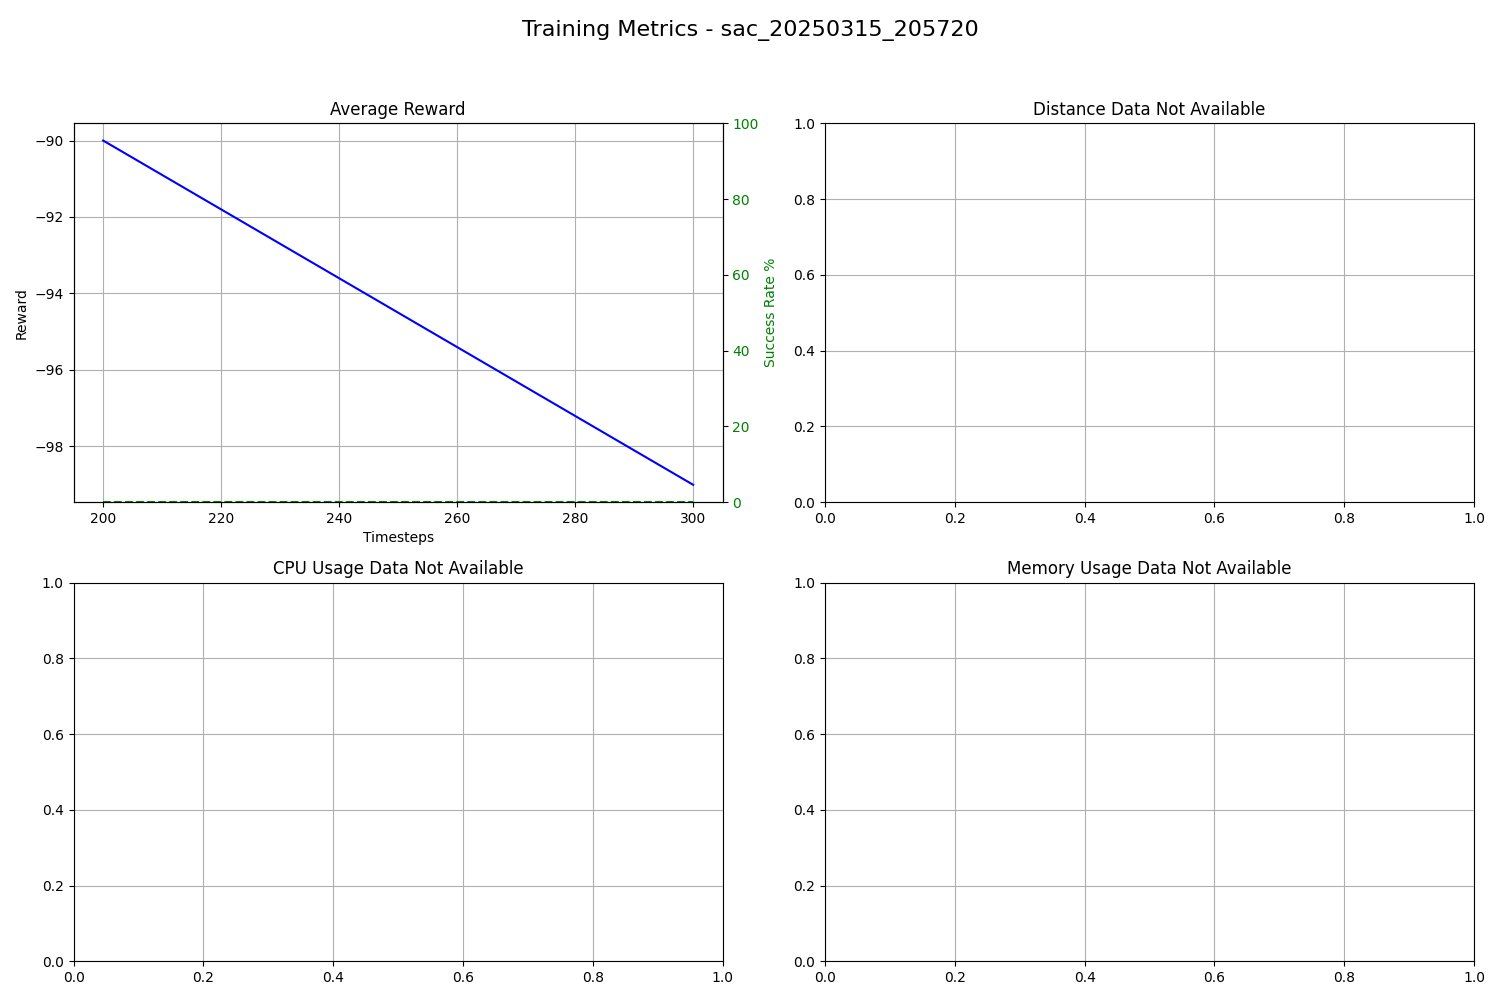 Training Metrics - sac_20250315_205720
Average Reward
Reward
−90
−92
−94
−96
−98
200 220 240 260 280 300
Timesteps
100
80
60
40
20
0
Success Rate %
Distance Data Not Available
1.0
0.8
0.6
0.4
0.2
0.0
0.0 0.2 0.4 0.6 0.8 1.0
CPU Usage Data Not Available
1.0
0.8
0.6
0.4
0.2
0.0
0.0 0.2 0.4 0.6 0.8 1.0
Memory Usage Data Not Available
1.0
0.8
0.6
0.4
0.2
0.0
0.0 0.2 0.4 0.6 0.8 1.0